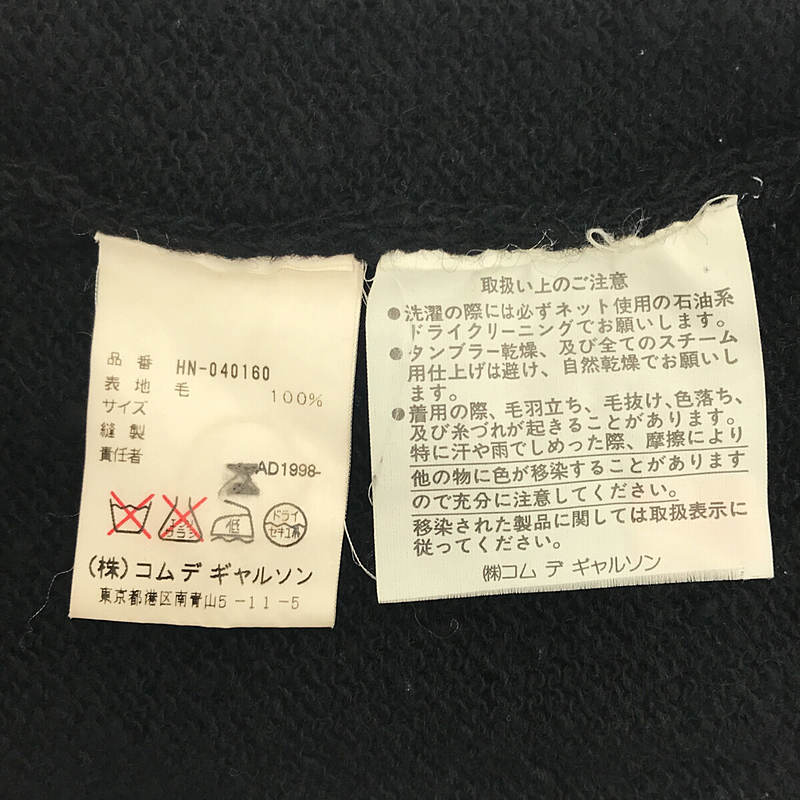 品番 HN-040160
表地 毛 100%
サイズ
縫製
責任者
AD1998-
エンソ
サラシ
低
ドライ
セキユ系
(株)コム デ ギャルソン
東京都港区南青山5-11-5
取扱い上のご注意
●洗濯の際には必ずネット使用の石油系
ドライクリーニングでお願いします。
●タンブラー乾燥、及び全てのスチーム
用仕上げは避け、自然乾燥でお願いし
ます。
●着用の際、毛羽立ち、毛抜け、色落ち、
及び糸づれが起きることがあります。
特に汗や雨でしめった際、摩擦により
他の物に色が移染することがあります
ので充分に注意してください。
移染された製品に関しては取扱表示に
従ってください。
㈱コム デ ギャルソン